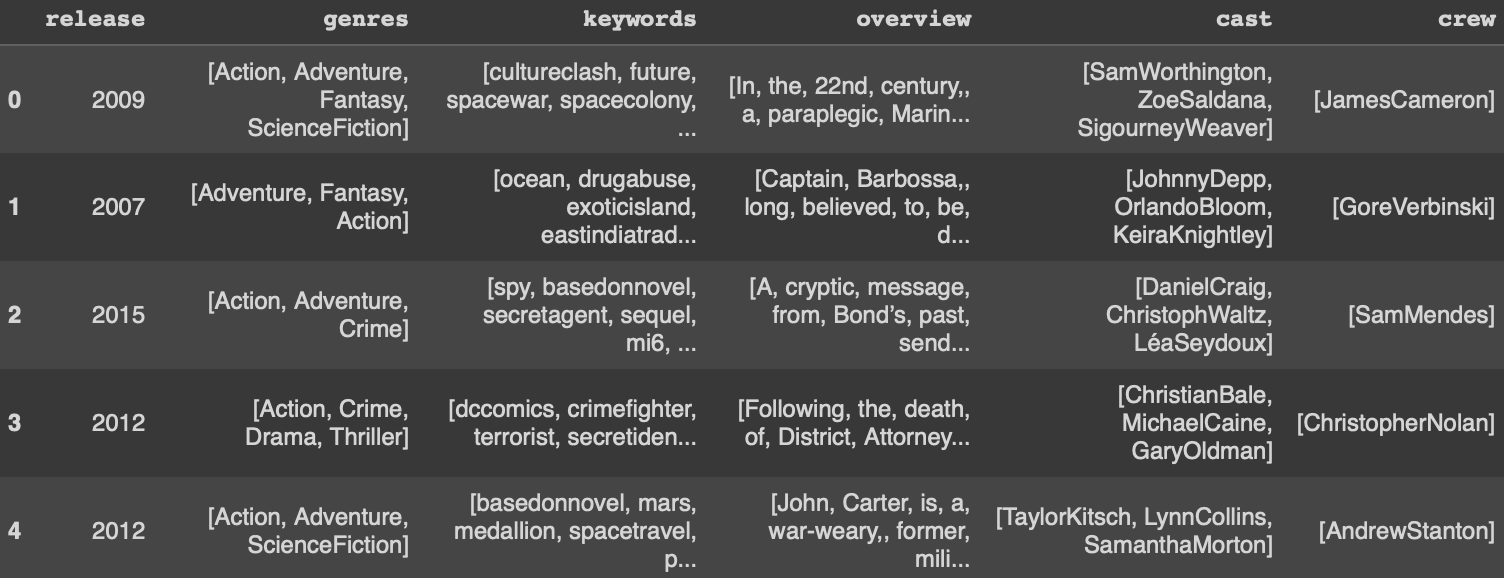 release genres keywords overview cast crew
0 2009 [Action, Adventure, Fantasy, ScienceFiction] [cultureclash, future, spacewar, spacecolony, ... [In, the, 22nd, century,, a, paraplegic, Marin... [SamWorthington, ZoeSaldana, SigourneyWeaver] [JamesCameron]
1 2007 [Adventure, Fantasy, Action] [ocean, drugabuse, exoticisland, eastindiatrad... [Captain, Barbossa,, long, believed, to, be, d... [JohnnyDepp, OrlandoBloom, KeiraKnightley] [GoreVerbinski]
2 2015 [Action, Adventure, Crime] [spy, basedonnovel, secretagent, sequel, mi6, ... [A, cryptic, message, from, Bond’s, past, send... [DanielCraig, ChristophWaltz, LéaSeydoux] [SamMendes]
3 2012 [Action, Crime, Drama, Thriller] [dccomics, crimefighter, terrorist, secretiden... [Following, the, death, of, District, Attorney... [ChristianBale, MichaelCaine, GaryOldman] [ChristopherNolan]
4 2012 [Action, Adventure, ScienceFiction] [basedonnovel, mars, medallion, spacetravel, p... [John, Carter, is, a, war-weary,, former, mili... [TaylorKitsch, LynnCollins, SamanthaMorton] [AndrewStanton]